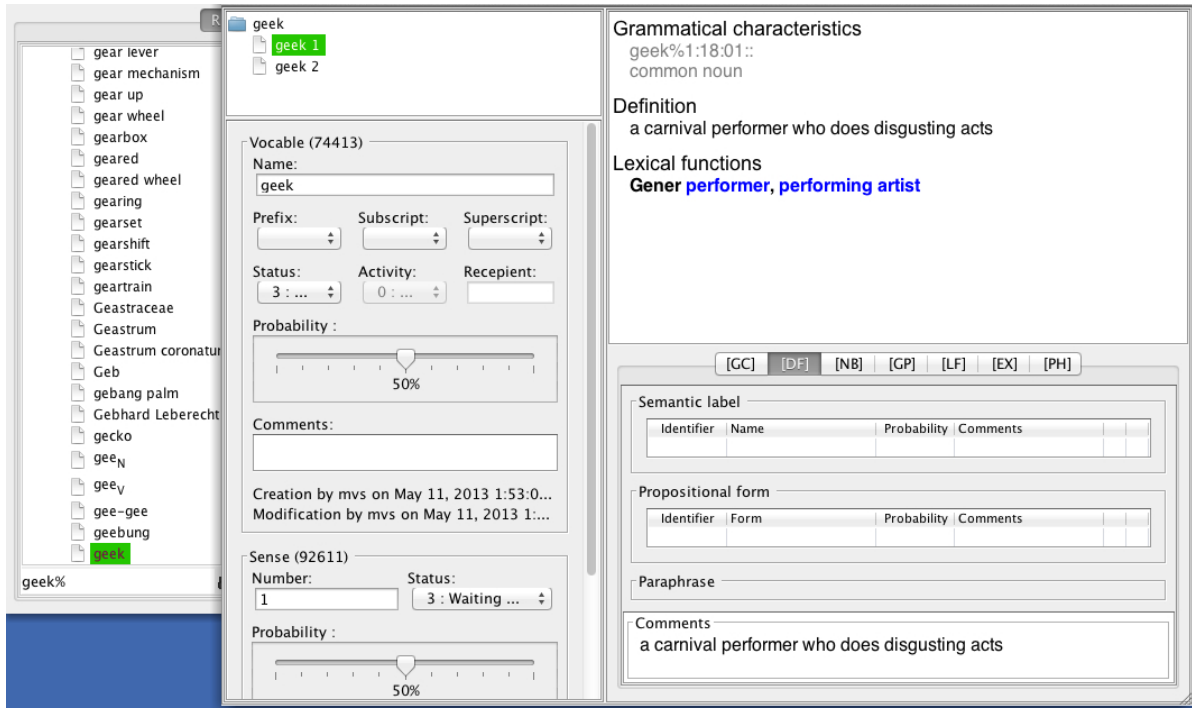 R
gear lever
gear mechanism
gear up
gear wheel
gearbox
geared
geared wheel
gearing
gearset
gearshift
gearstick
geartrain
Geastraceae
Geastrum
Geastrum coronatur
Geb
gebang palm
Gebhard Leberecht
gecko
geeN
geeV
gee-gee
geebung
geek
geek%
geek
geek 1
geek 2
Vocable (74413)
Name:
geek
Prefix: Subscript: Superscript:
Status: Activity: Recepient:
3 : ... 0 : ...
Probability :
50%
Comments:
Creation by mvs on May 11, 2013 1:53:0...
Modification by mvs on May 11, 2013 1:...
Sense (92611)
Number: Status:
1 3 : Waiting ...
Probability :
50%
Grammatical characteristics
geek%1:18:01::
common noun
Definition
a carnival performer who does disgusting acts
Lexical functions
Gener performer, performing artist
[GC] [DF] [NB] [GP] [LF] [EX] [PH]
Semantic label
Identifier Name Probability Comments
Propositional form
Identifier Form Probability Comments
Paraphrase
Comments
a carnival performer who does disgusting acts